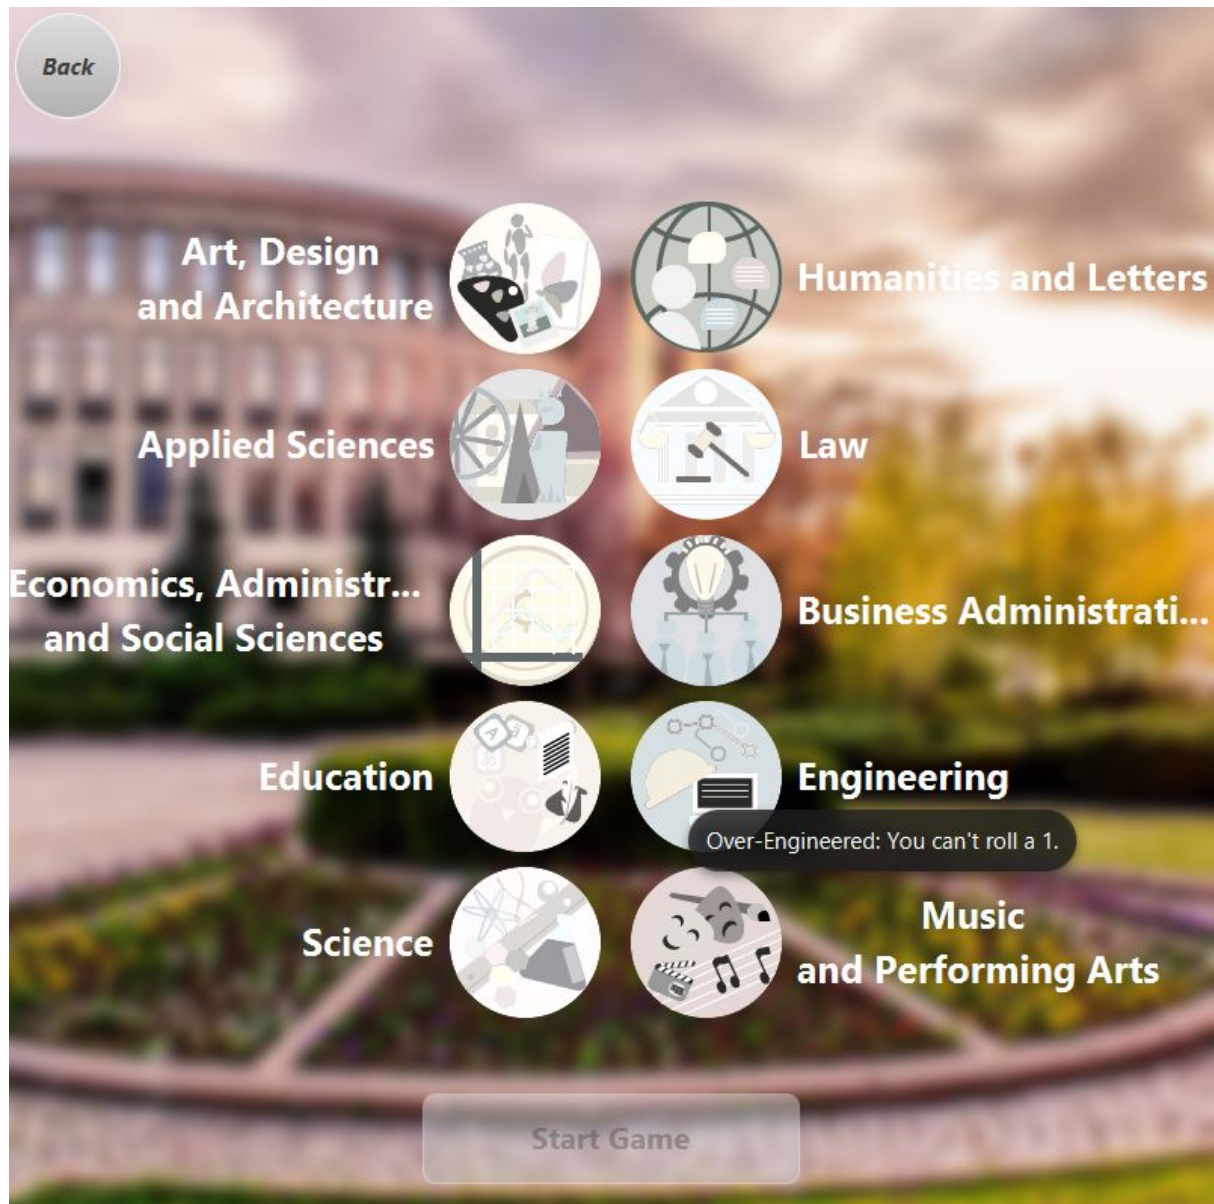 Back
Art, Design
and Architecture
Humanities and Letters
Applied Sciences
Law
Economics, Administr...
and Social Sciences
Business Administrati...
Education
Engineering
Over-Engineered: You can't roll a 1.
Science
Music
and Performing Arts
Start Game